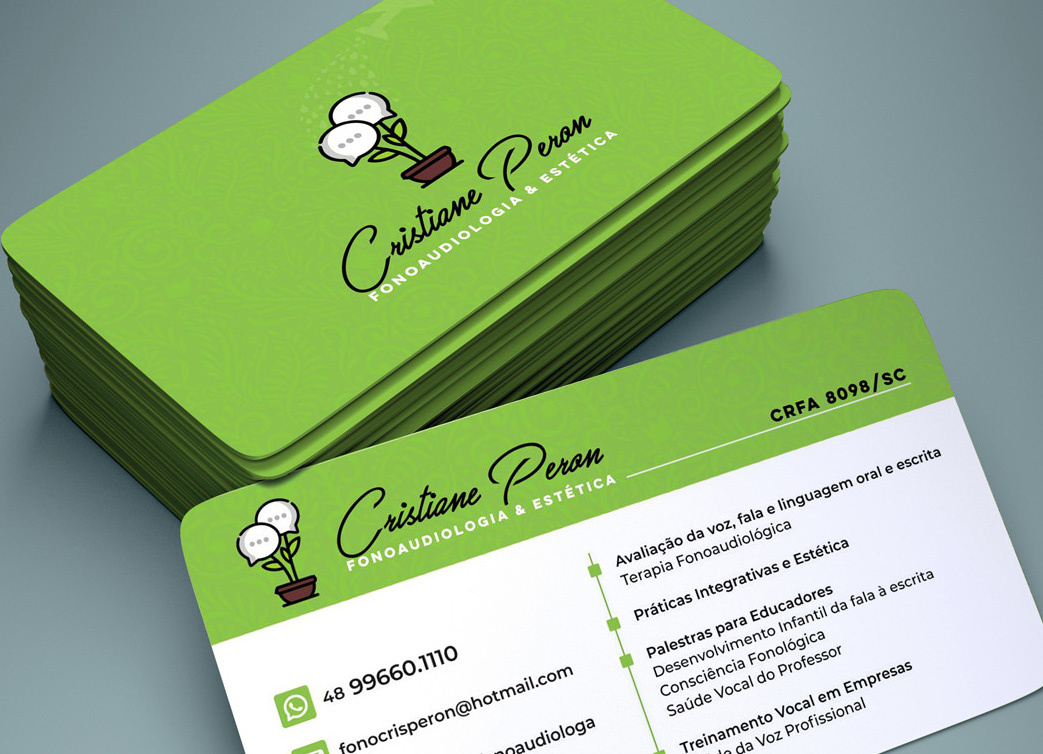 Cristiane Peron
FONOAUDIOLOGIA & ESTÉTICA
CRFA 8098/SC
Cristiane Peron
FONOAUDIOLOGIA & ESTÉTICA
48 99660.1110
fonocrisperon@hotmail.com
Avaliação da voz, fala e linguagem oral e escrita
Terapia Fonoaudiológica
Práticas Integrativas e Estética
Palestras para Educadores
Desenvolvimento Infantil da fala à escrita
Consciência Fonológica
Saúde Vocal do Professor
Treinamento Vocal em Empresas
da Voz Profissional